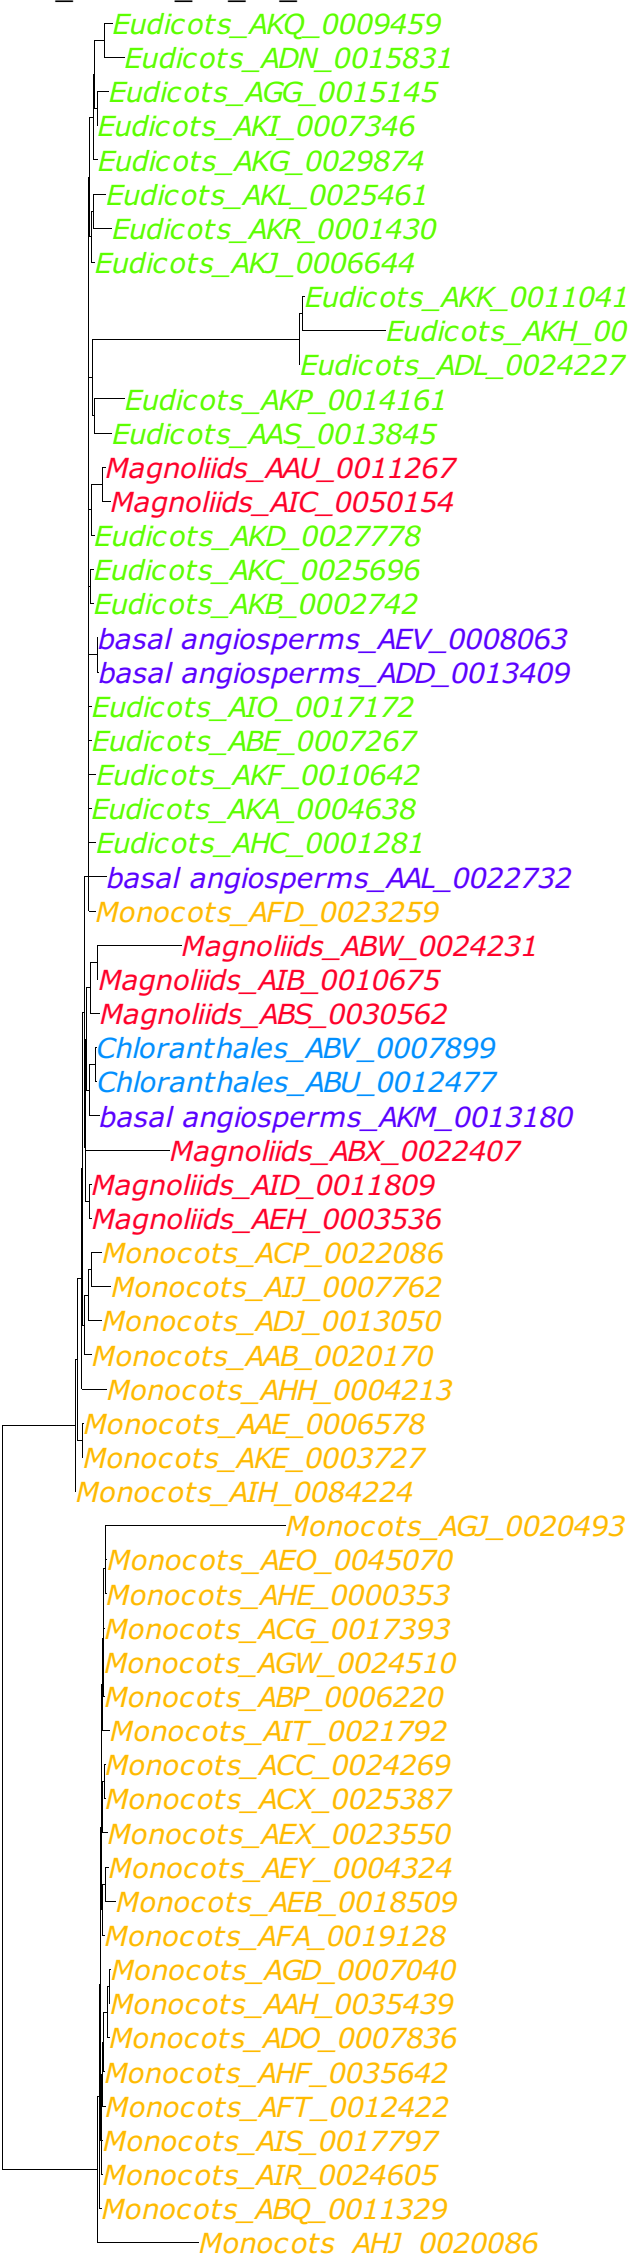 Eudicots_AKQ_0009459
Eudicots_ADN_0015831
Eudicots_AGG_0015145
Eudicots_AKI_0007346
Eudicots_AKG_0029874
Eudicots_AKL_0025461
Eudicots_AKR_0001430
Eudicots_AKJ_0006644
Eudicots_AKK_0011041
Eudicots_AKH_00
Eudicots_ADL_0024227
Eudicots_AKP_0014161
Eudicots_AAS_0013845
Magnoliids_AAU_0011267
Magnoliids_AIC_0050154
Eudicots_AKD_0027778
Eudicots_AKC_0025696
Eudicots_AKB_0002742
basal angiosperms_AEV_0008063
basal angiosperms_ADD_0013409
Eudicots_AIO_0017172
Eudicots_ABE_0007267
Eudicots_AKF_0010642
Eudicots_AKA_0004638
Eudicots_AHC_0001281
basal angiosperms_AAL_0022732
Monocots_AFD_0023259
Magnoliids_ABW_0024231
Magnoliids_AIB_0010675
Magnoliids_ABS_0030562
Chloranthales_ABV_0007899
Chloranthales_ABU_0012477
basal angiosperms_AKM_0013180
Magnoliids_ABX_0022407
Magnoliids_AID_0011809
Magnoliids_AEH_0003536
Monocots_ACP_0022086
Monocots_AIJ_0007762
Monocots_ADJ_0013050
Monocots_AAB_0020170
Monocots_AHH_0004213
Monocots_AAE_0006578
Monocots_AKE_0003727
Monocots_AIH_0084224
Monocots_AGJ_0020493
Monocots_AEO_0045070
Monocots_AHE_0000353
Monocots_ACG_0017393
Monocots_AGW_0024510
Monocots_ABP_0006220
Monocots_AIT_0021792
Monocots_ACC_0024269
Monocots_ACX_0025387
Monocots_AEX_0023550
Monocots_AEY_0004324
Monocots_AEB_0018509
Monocots_AFA_0019128
Monocots_AGD_0007040
Monocots_AAH_0035439
Monocots_ADO_0007836
Monocots_AHF_0035642
Monocots_AFT_0012422
Monocots_AIS_0017797
Monocots_AIR_0024605
Monocots_ABQ_0011329
Monocots_AHJ_0020086